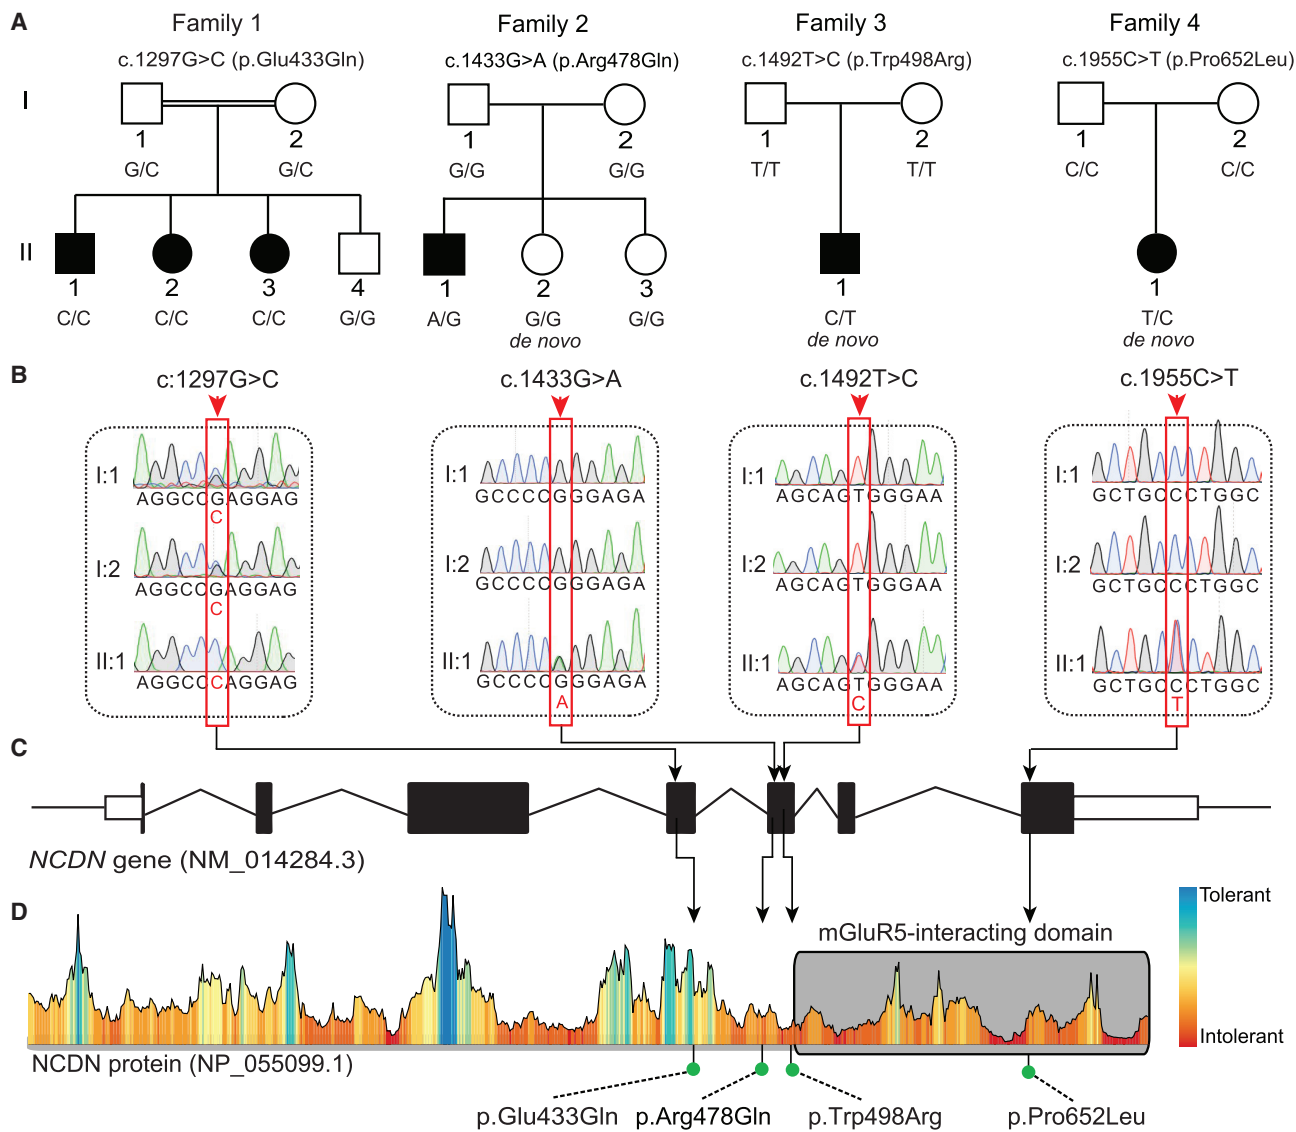 A
Family 1
Family 2
Family 3
Family 4
c.1297G>C (p.Glu433Gln)
c.1433G>A (p.Arg478Gln)
c.1492T>C (p.Trp498Arg)
c.1955C>T (p.Pro652Leu)
I
1
2
1
2
1
2
1
2
G/C
G/C
G/G
G/G
T/T
T/T
C/C
C/C
II
1
2
3
4
1
2
3
1
1
C/C
C/C
C/C
G/G
A/G
G/G
G/G
C/T
T/C
de novo
de novo
de novo
B
c:1297G>C
c.1433G>A
c.1492T>C
c.1955C>T
I:1
AGGCCGAGGAG
C
I:2
AGGCCGAGGAG
C
II:1
AGGCCCAGGAG
I:1
GCCCCGGGAGA
I:2
GCCCCGGGAGA
II:1
GCCCCGGGAGA
A
I:1
AGCAGTGGGAA
I:2
AGCAGTGGGAA
II:1
AGCAGTGGGAA
C
I:1
GCTGCCCTGGC
I:2
GCTGCCCTGGC
II:1
GCTGCCCTGGC
T
C
NCDN gene (NM_014284.3)
D
mGluR5-interacting domain
Tolerant
Intolerant
NCDN protein (NP_055099.1)
p.Glu433Gln
p.Arg478Gln
p.Trp498Arg
p.Pro652Leu